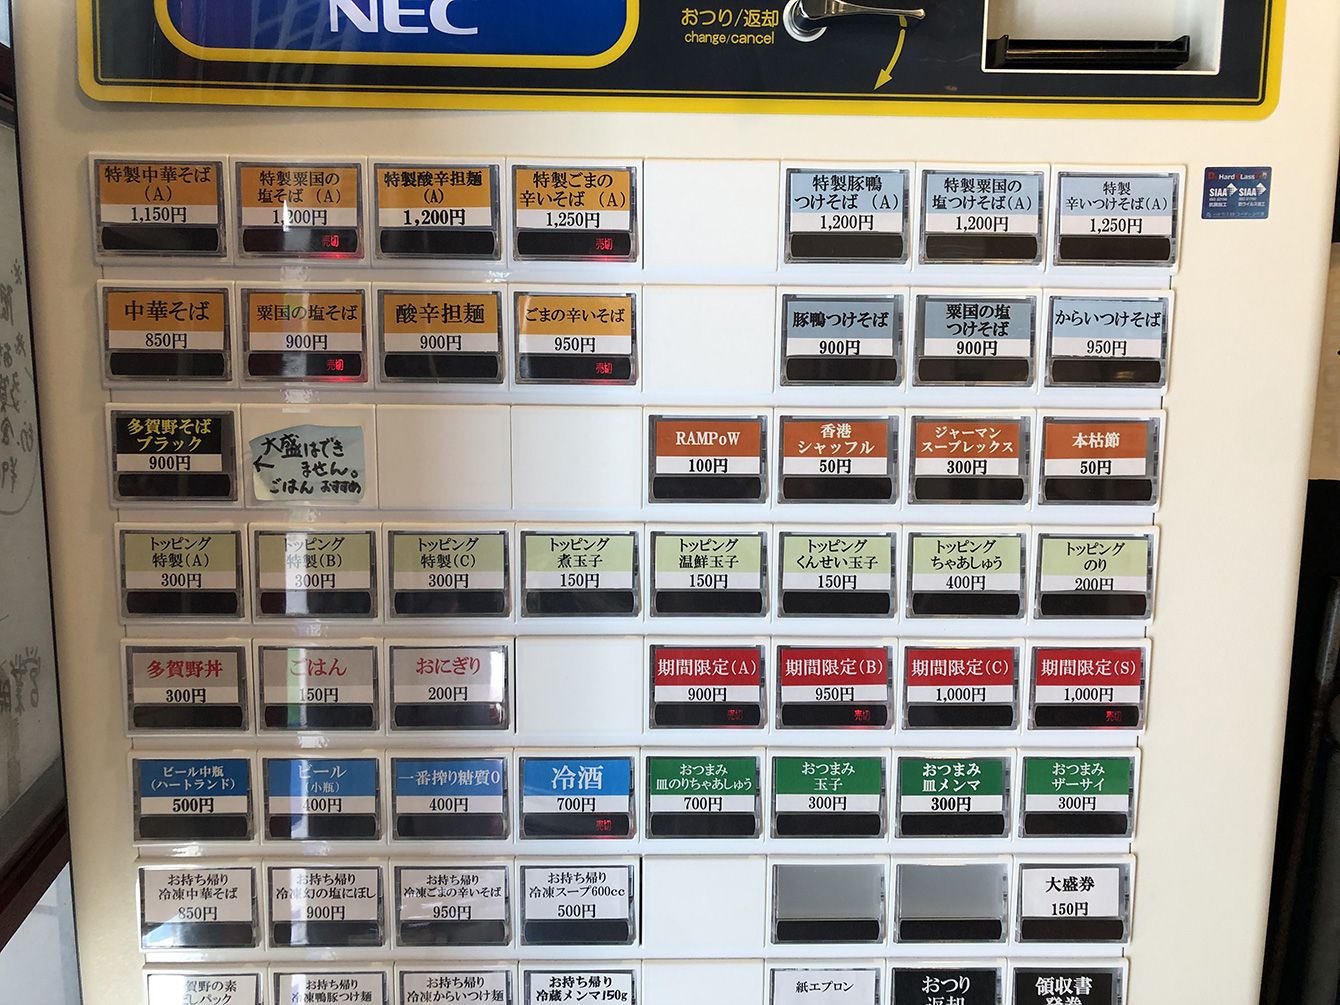 NEC
おつり/返却
change/cancel
特製中華そば
(A)
1,150円
特製粟国の
塩そば (A)
1,200円
売切
特製酸辛担麺
(A)
1,200円
特製ごまの
辛いそば (A)
1,250円
売切
特製豚鴨
つけそば (A)
1,200円
特製粟国の
塩つけそば(A)
1,200円
特製
辛いつけそば(A)
1,250円
SIAA
SIAA
中華そば
850円
粟国の塩そば
900円
売切
酸辛担麺
900円
ごまの辛いそば
950円
売切
豚鴨つけそば
900円
粟国の塩
つけそば
900円
からいつけそば
950円
多賀野そば
ブラック
900円
大盛はでき
ません。
ごはん おすすめ
RAMPoW
100円
香港
シャッフル
50円
ジャーマン
スープレックス
300円
本枯節
50円
トッピング
特製(A)
300円
トッピング
特製(B)
300円
トッピング
特製(C)
300円
トッピング
煮玉子
150円
トッピング
温鮮玉子
150円
トッピング
くんせい玉子
150円
トッピング
ちゃあしゅう
400円
トッピング
のり
200円
多賀野丼
300円
ごはん
150円
おにぎり
200円
期間限定(A)
900円
売切
期間限定(B)
950円
売切
期間限定(C)
1,000円
期間限定(S)
1,000円
売切
ビール中瓶
(ハートランド)
500円
ビール
(小瓶)
400円
一番搾り糖質0
400円
冷酒
700円
売切
おつまみ
皿のりちゃあしゅう
700円
おつまみ
玉子
300円
おつまみ
皿メンマ
300円
おつまみ
ザーサイ
300円
お持ち帰り
冷凍中華そば
850円
お持ち帰り
冷凍幻の塩にぼし
900円
お持ち帰り
冷凍ごまの辛いそば
950円
お持ち帰り
冷凍スープ600cc
500円
大盛券
150円
賀野の素
しパック
お持ち帰り
冷凍鴨豚つけ麺
お持ち帰り
冷凍からいつけ麺
お持ち帰り
冷蔵メンマ150g
紙エプロン
おつり
返却
領収書
発券